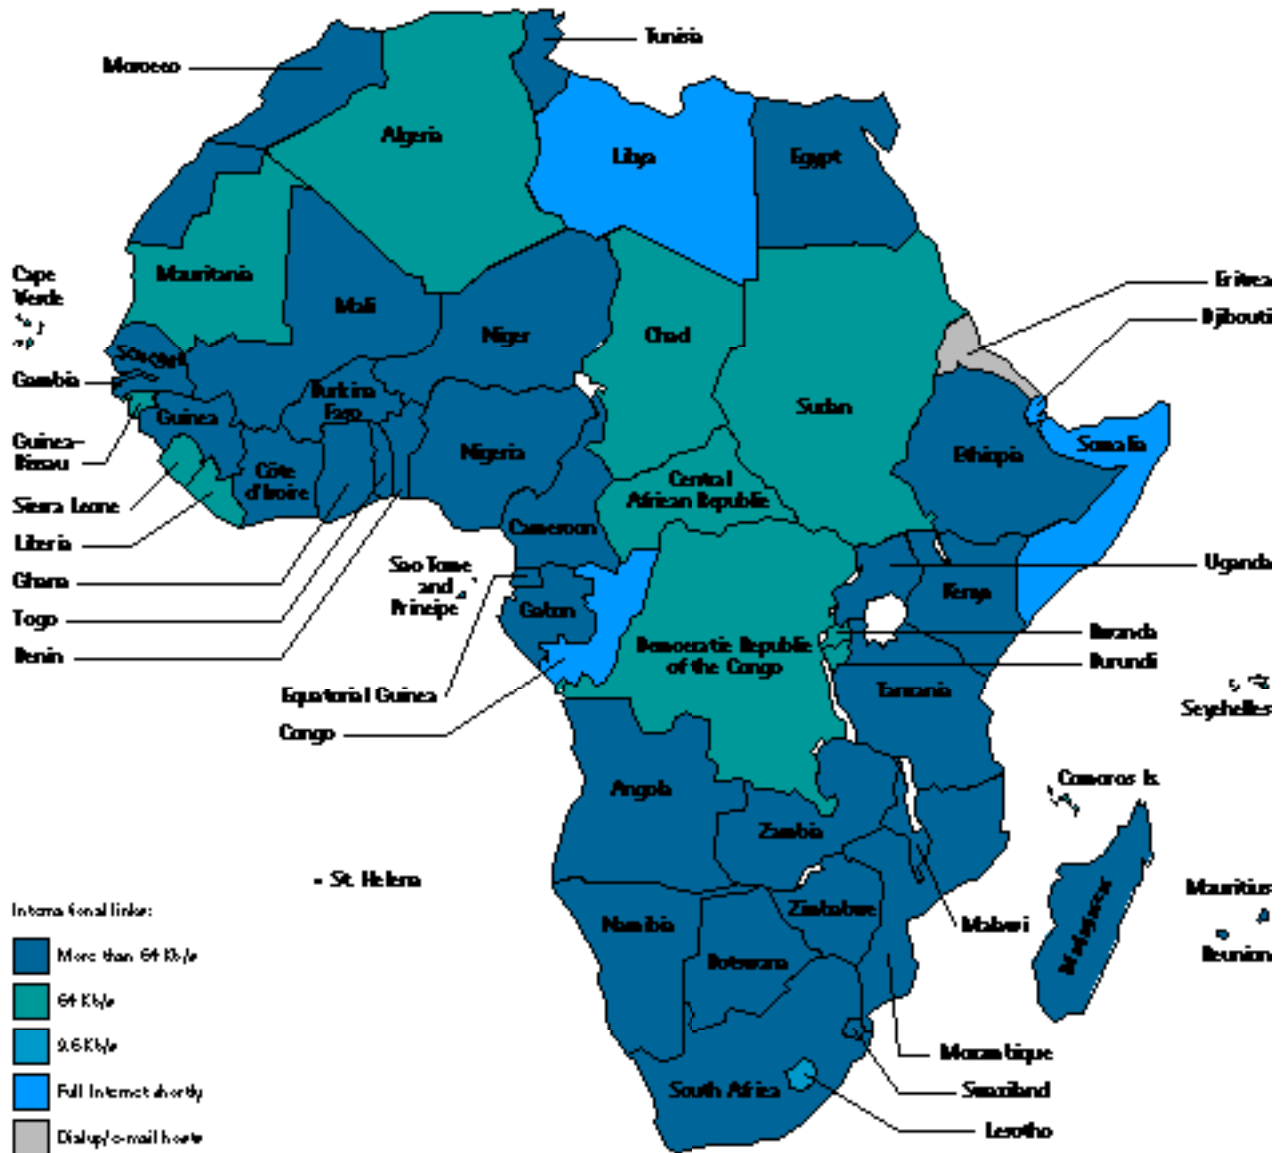 Tunisia
Morocco
Algeria
Libya
Egypt
Cape
Verde
Mauritania
Mali
Niger
Chad
Sudan
Eritrea
Djibouti
Senegal
Gambia
Burkina
Faso
Guinea
Guinea-
Bissau
Nigeria
Ethiopia
Somalia
Côte
d'Ivoire
Central
African Republic
Sierra Leone
Liberia
Cameroon
Ghana
Sao Tome
and
Principe
Uganda
Kenya
Togo
Gabon
Benin
Democratic Republic
of the Congo
Rwanda
Burundi
Equatorial Guinea
Tanzania
Seychelles
Congo
Comoros Is.
Angola
Zambia
St. Helena
Mauritius
Zimbabwe
Namibia
Malawi
Madagascar
Reunion
Botswana
International links:
More than 64 Kb/s
64 Kb/s
9.6 Kb/s
Mozambique
South Africa
Swaziland
Full Internet shortly
Lesotho
Dialup/e-mail hosts